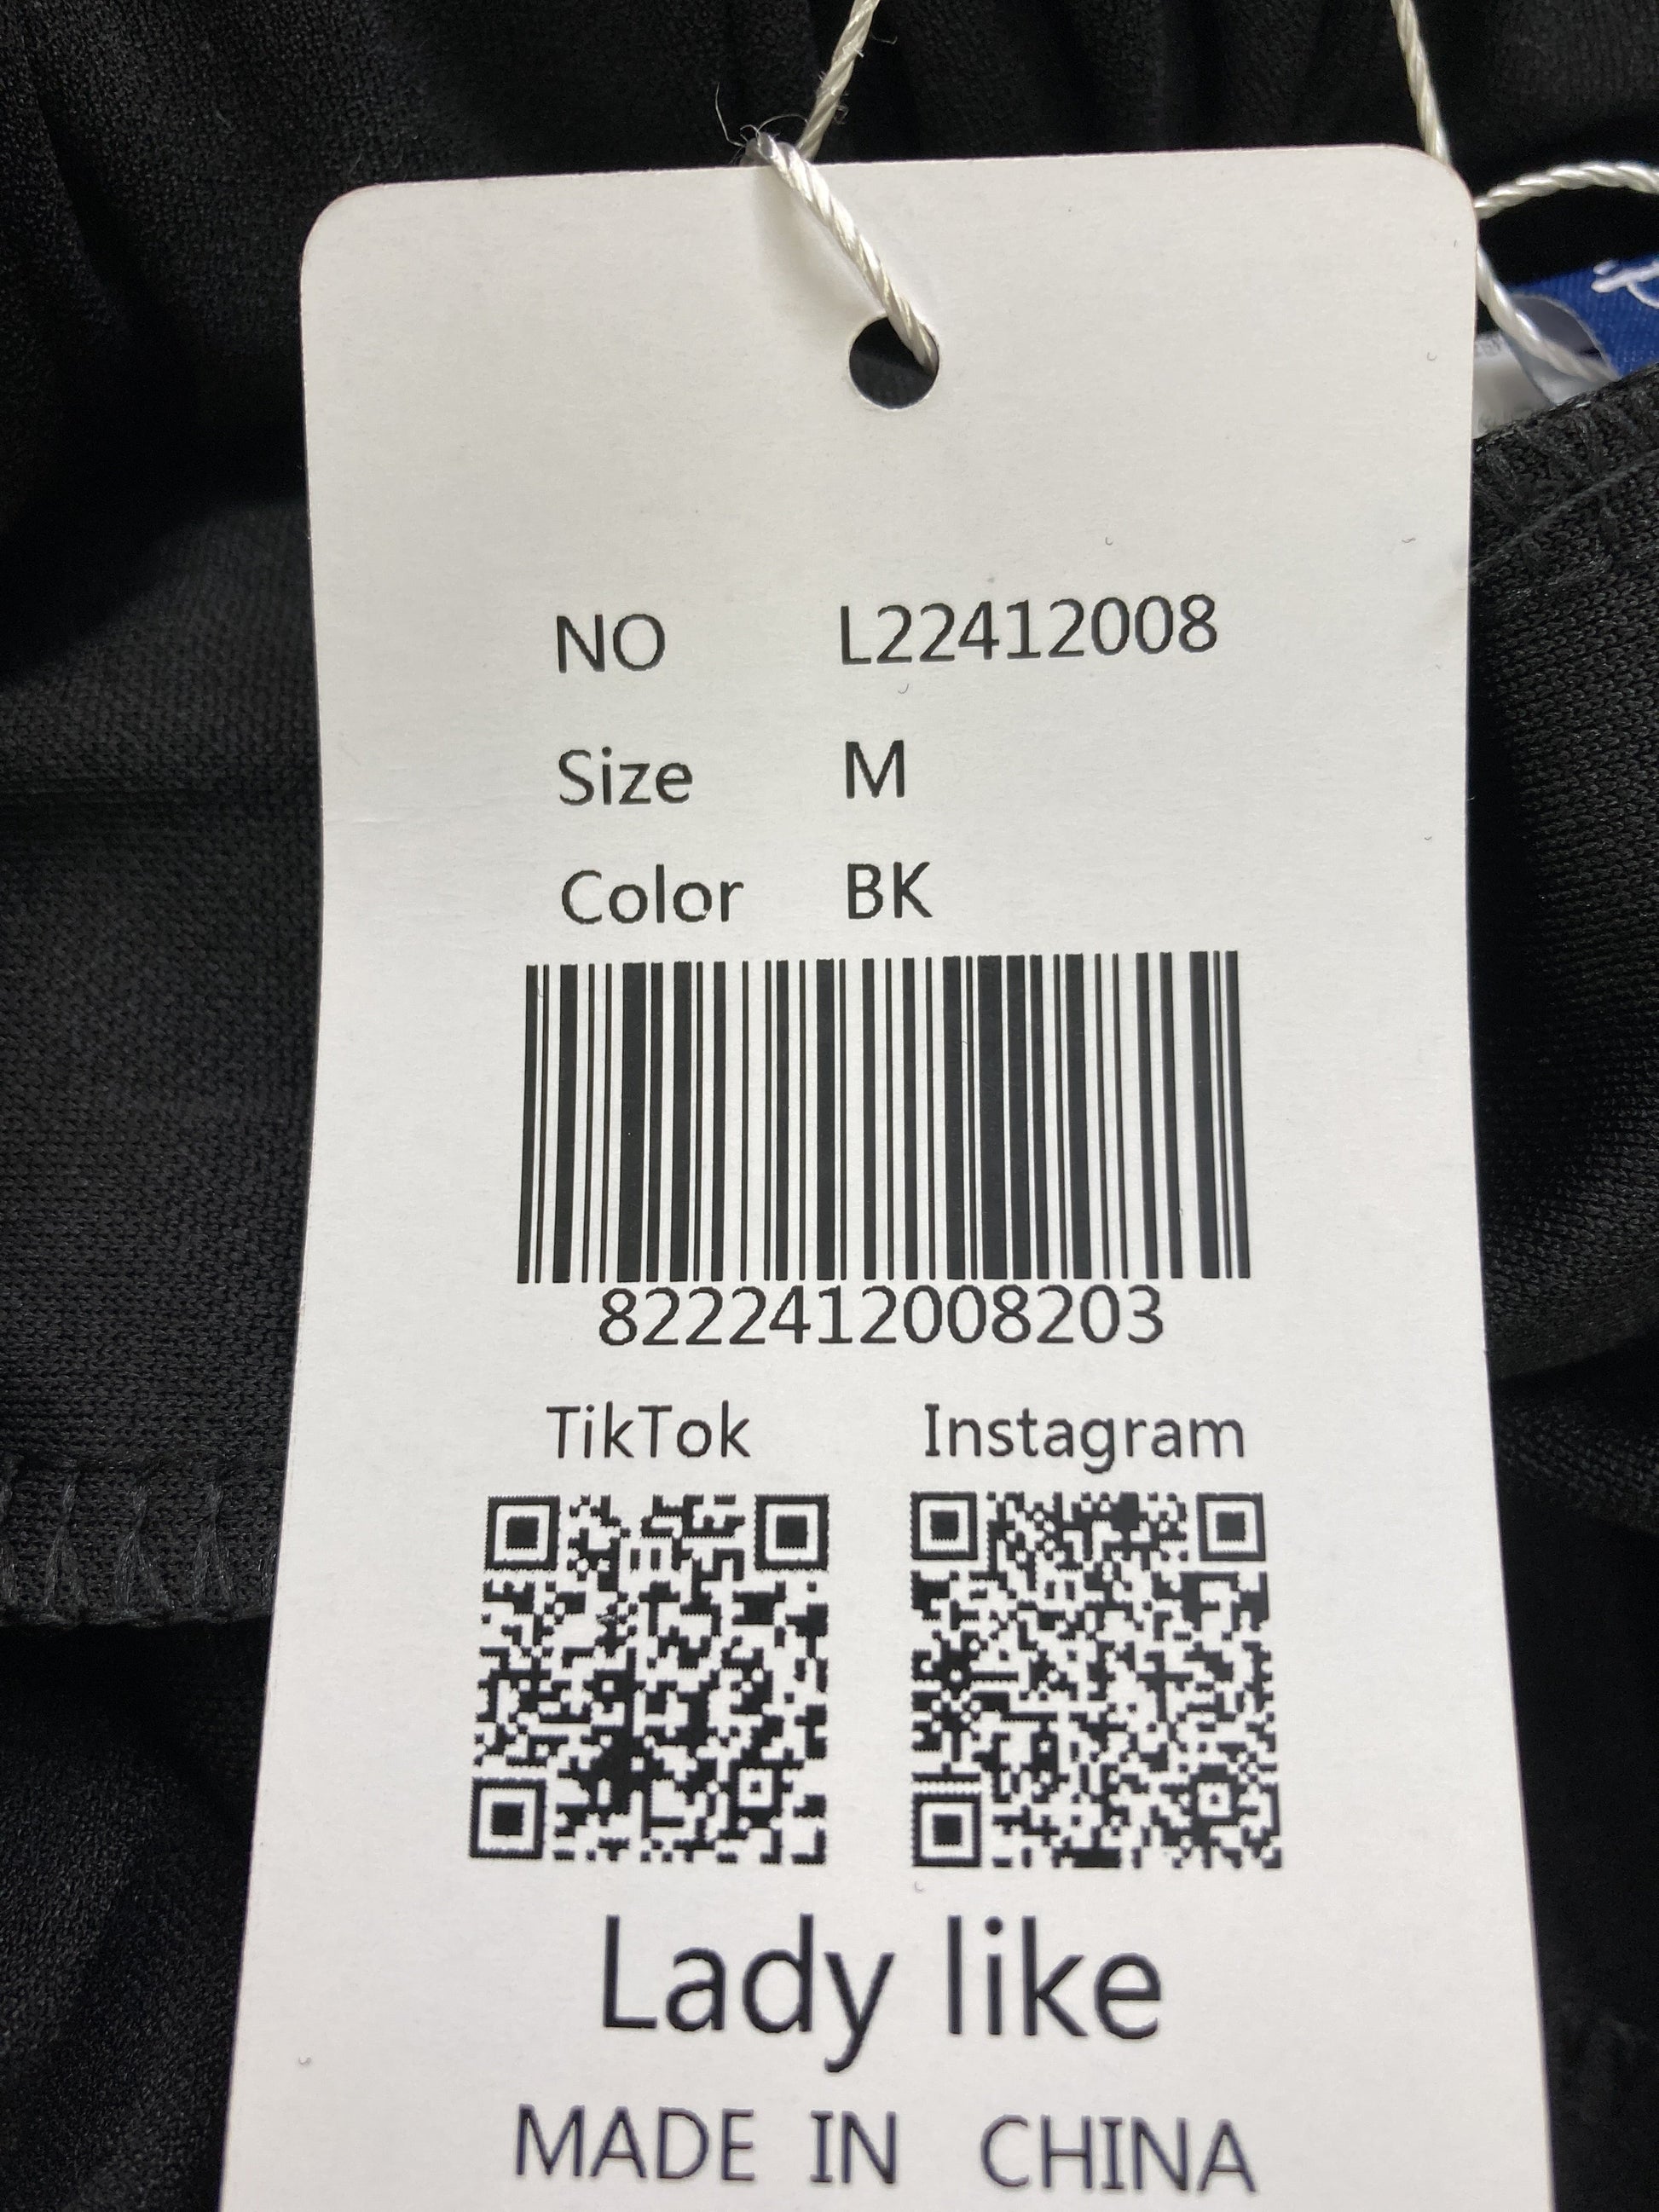 NO L22412008
Size M
Color BK
8222412008203
TikTok Instagram
Lady like
MADE IN CHINA